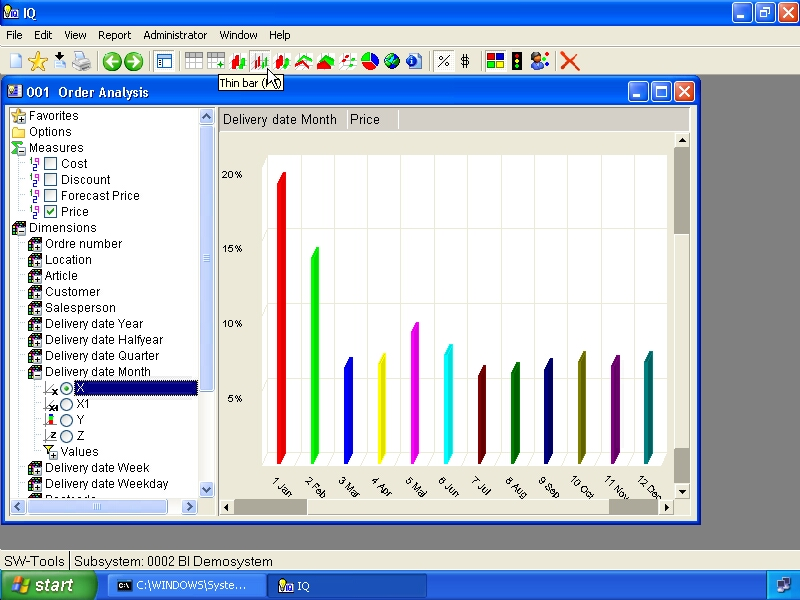 IQ
File Edit View Report Administrator Window Help
% $
Thin bar (
001 Order Analysis
Favorites
Options
Measures
Cost
Discount
Forecast Price
Price
Dimensions
Ordre number
Location
Article
Customer
Salesperson
Delivery date Year
Delivery date Halfyear
Delivery date Quarter
Delivery date Month
X
X1
Y
Z
Values
Delivery date Week
Delivery date Weekday
Delivery date Month Price
20%
15%
10%
5%
1 Jan 2 Feb 3 Mar 4 Apr 5 Maj 6 Jun 7 Jul 8 Aug 9 Sep 10 Oct 11 Nov 12 Dec
SW-Tools Subsystem: 0002 BI Demosystem
start C:\WINDOWS\Syste... IQ